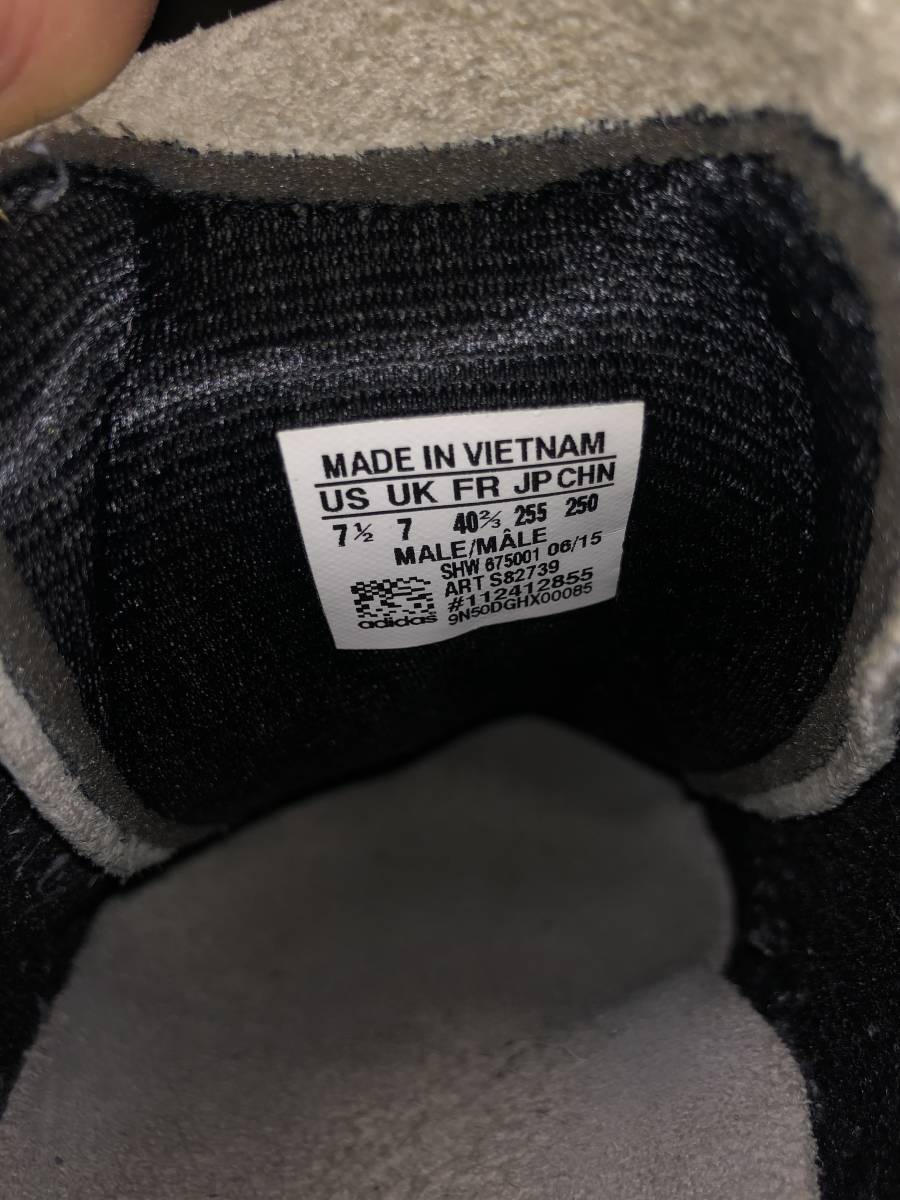 MADE IN VIETNAM
US UK FR JP CHN
7½ 7 40⅔ 255 250
MALE/MÂLE
SHW 675001 06/15
ART S82739
#112412855
9N50DGHX00085
adidas